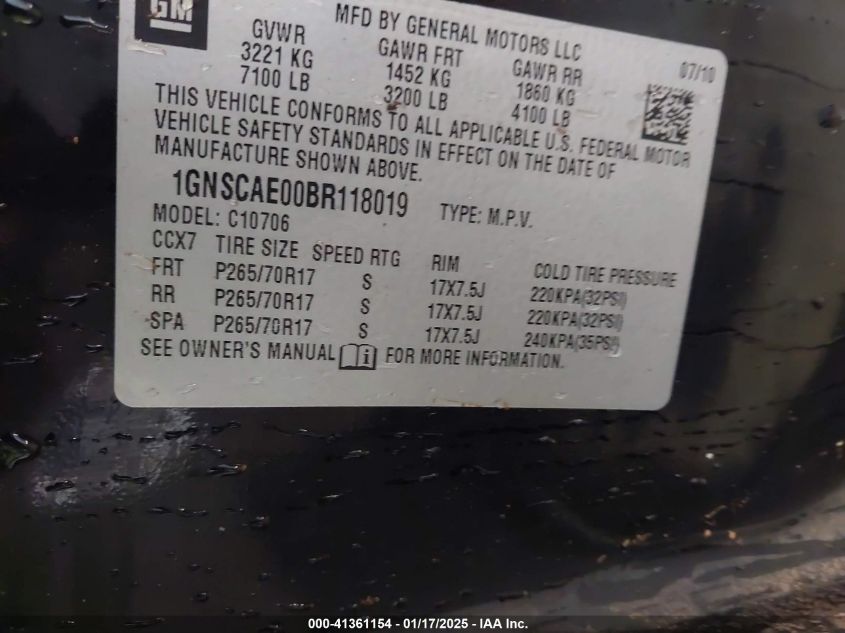 GM
MFD BY GENERAL MOTORS LLC
GVWR GAWR FRT GAWR RR 07/10
3221 KG 1452 KG 1860 KG
7100 LB 3200 LB 4100 LB
THIS VEHICLE CONFORMS TO ALL APPLICABLE U.S. FEDERAL MOTOR
VEHICLE SAFETY STANDARDS IN EFFECT ON THE DATE OF
MANUFACTURE SHOWN ABOVE.
1GNSCAE00BR118019 TYPE: M.P.V.
MODEL: C10706
CCX7 TIRE SIZE SPEED RTG RIM COLD TIRE PRESSURE
FRT P265/70R17 S 17X7.5J 220KPA(32PSI)
RR P265/70R17 S 17X7.5J 220KPA(32PSI)
SPA P265/70R17 S 17X7.5J 240KPA(35PSI)
SEE OWNER'S MANUAL i FOR MORE INFORMATION.
000-41361154 - 01/17/2025 - IAA Inc.